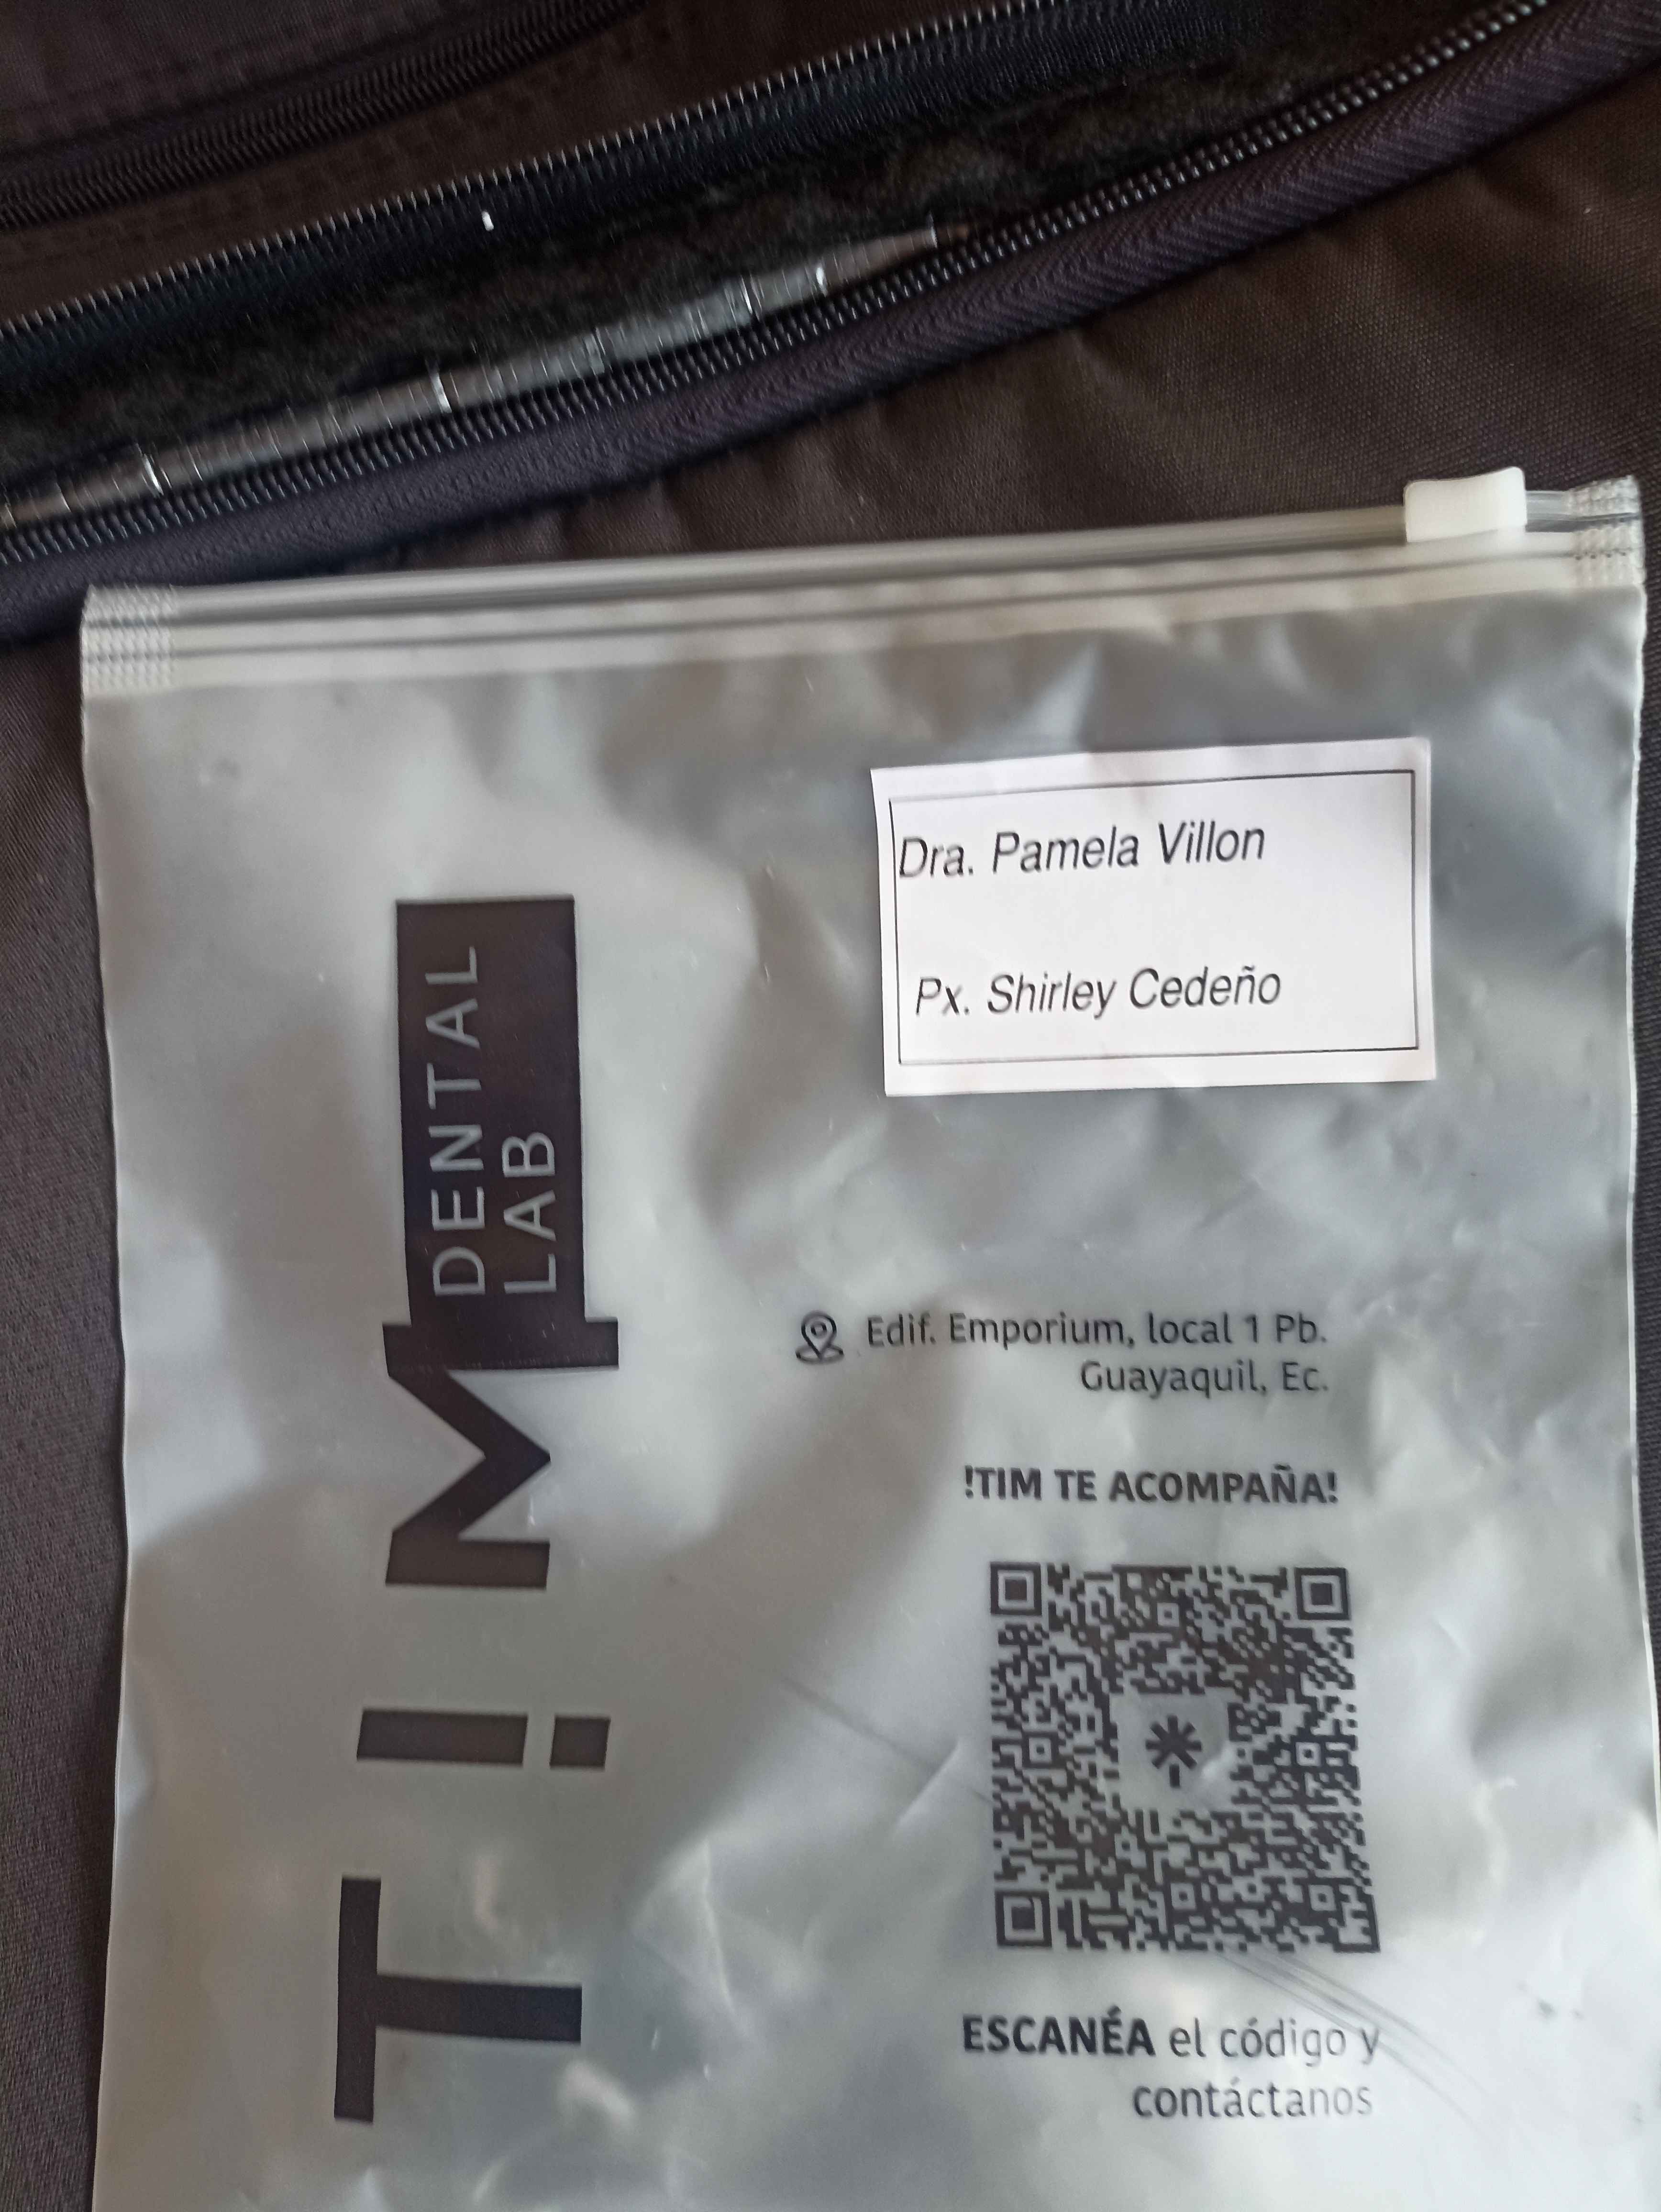 Dra. Pamela Villon
Px. Shirley Cedeño
TiM
DENTAL
LAB
Edif. Emporium, local 1 Pb.
Guayaquil, Ec.
!TIM TE ACOMPAÑA!
ESCANÉA el código y
contáctanos